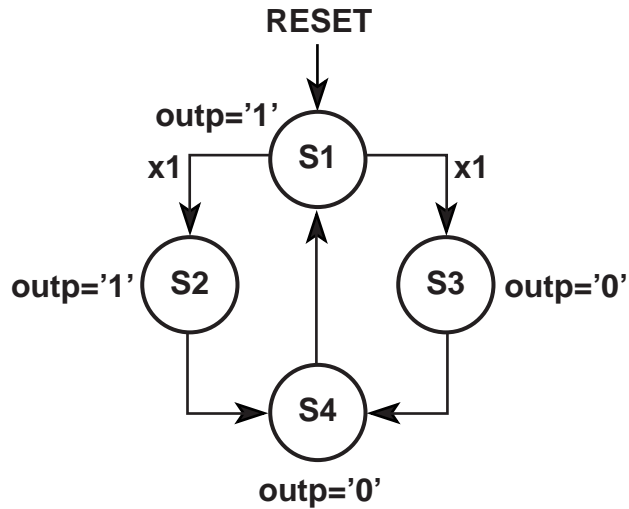 RESET
outp='1'
S1
x1
x1
outp='1'
S2
S3
outp='0'
S4
outp='0'